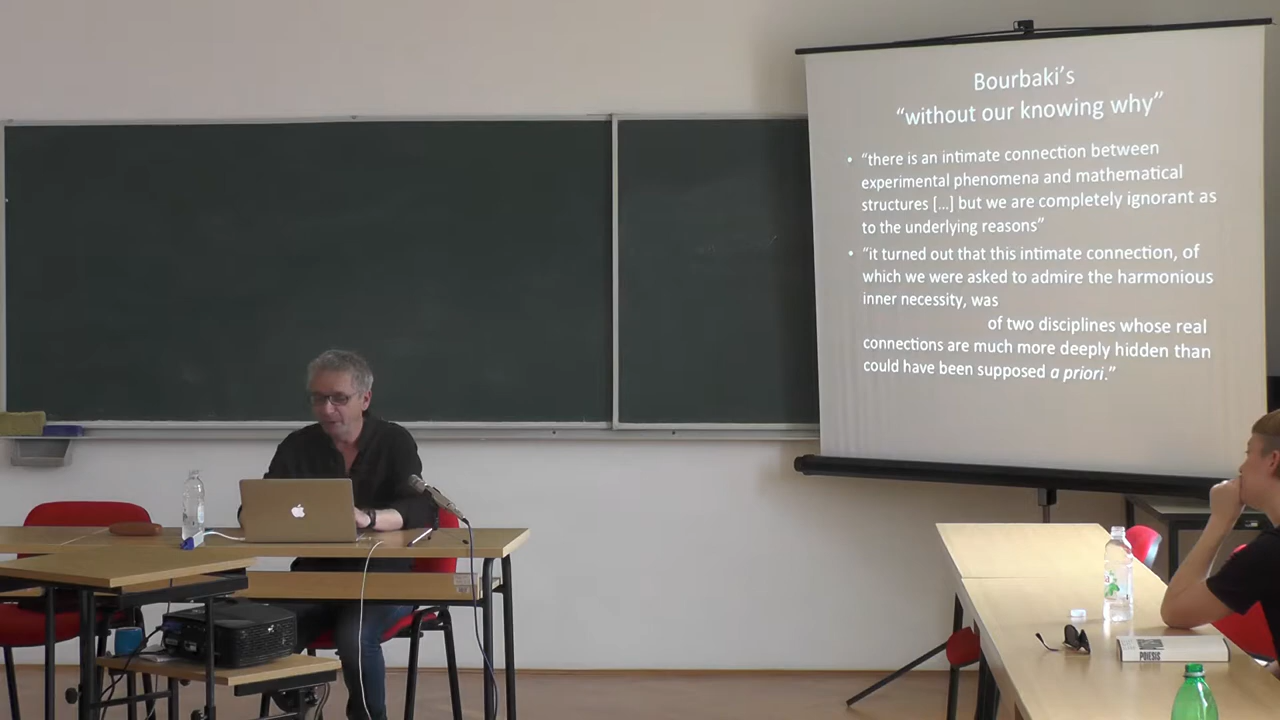 Bourbaki's
“without our knowing why”
• “there is an intimate connection between
experimental phenomena and mathematical
structures […] but we are completely ignorant as
to the underlying reasons”
• “it turned out that this intimate connection, of
which we were asked to admire the harmonious
inner necessity, was
of two disciplines whose real
connections are much more deeply hidden than
could have been supposed a priori.”
POIESIS